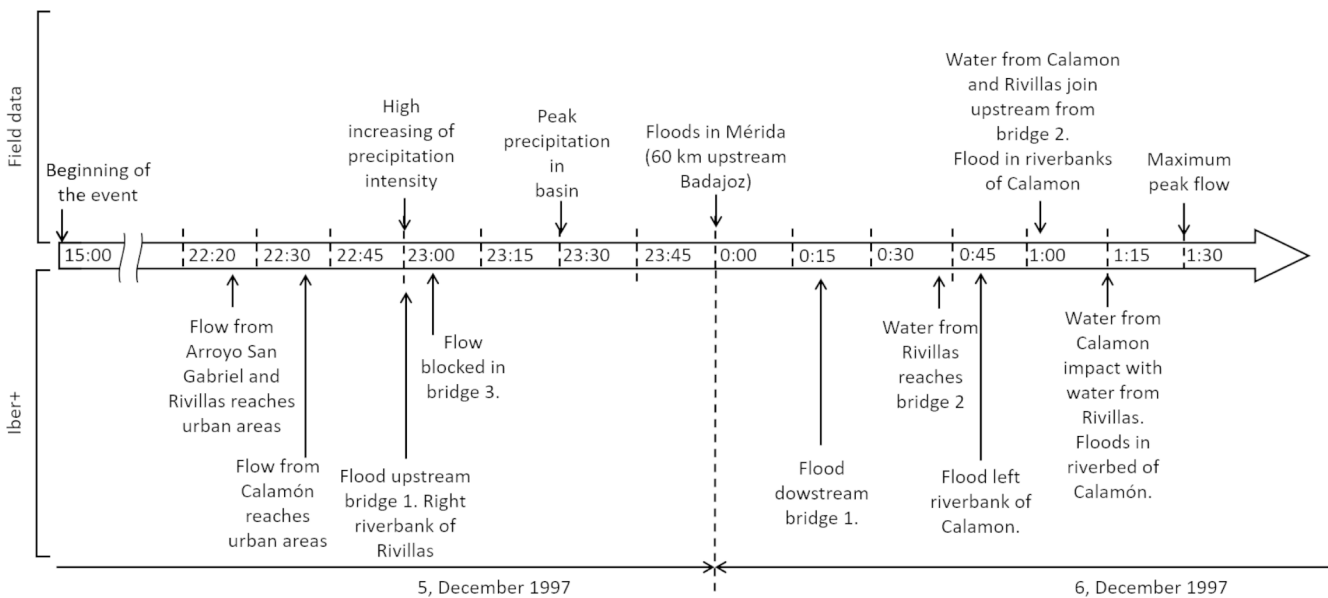 Field data
Beginning of
the event
High
increasing of
precipitation
intensity
Peak
precipitation
in
basin
Floods in Mérida
(60 km upstream
Badajoz)
Water from Calamon
and Rivillas join
upstream from
bridge 2.
Flood in riverbanks
of Calamon
Maximum
peak flow
15:00
22:20
22:30
22:45
23:00
23:15
23:30
23:45
0:00
0:15
0:30
0:45
1:00
1:15
1:30
Iber+
Flow from
Arroyo San
Gabriel and
Rivillas reaches
urban areas
Flow from
Calamón
reaches
urban areas
Flood upstream
bridge 1. Right
riverbank of
Rivillas
Flow
blocked in
bridge 3.
Flood
dowstream
bridge 1.
Water from
Rivillas
reaches
bridge 2
Flood left
riverbank of
Calamon.
Water from
Calamon
impact with
water from
Rivillas.
Floods in
riverbed of
Calamón.
5, December 1997
6, December 1997